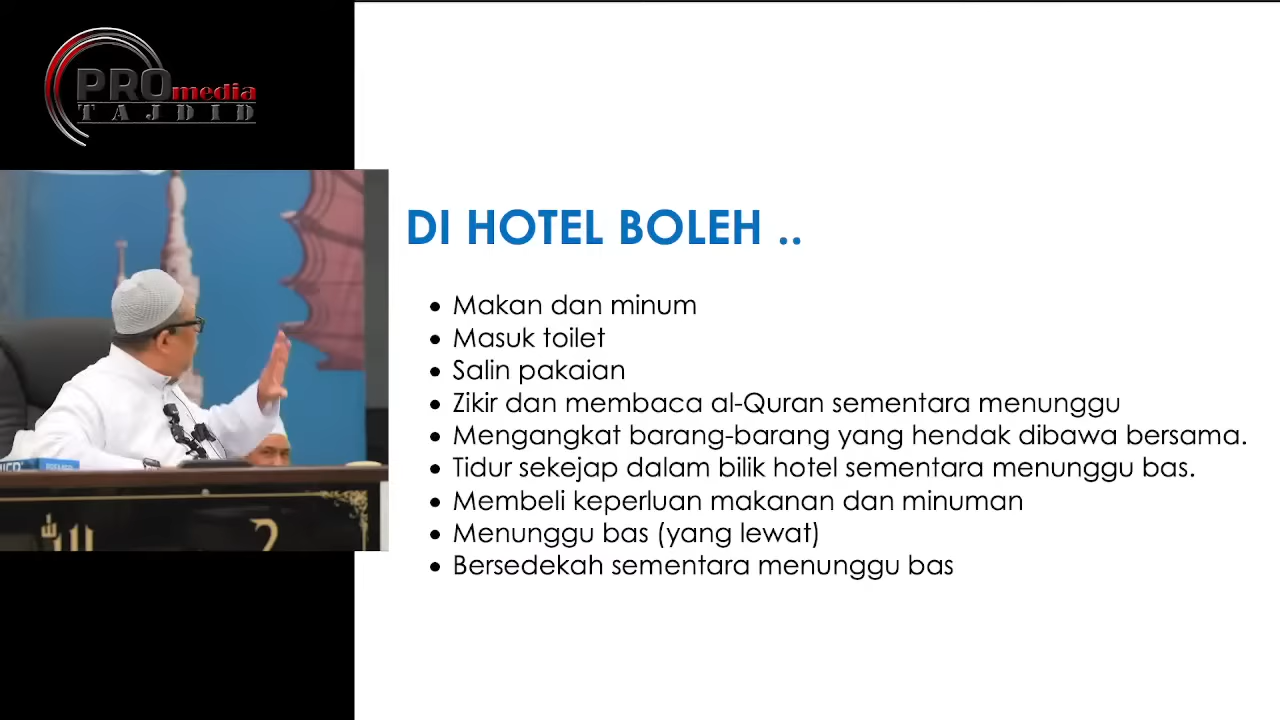 PROmedia
TAJDID
DI HOTEL BOLEH ..
• Makan dan minum
• Masuk toilet
• Salin pakaian
• Zikir dan membaca al-Quran sementara menunggu
• Mengangkat barang-barang yang hendak dibawa bersama.
• Tidur sekejap dalam bilik hotel sementara menunggu bas.
• Membeli keperluan makanan dan minuman
• Menunggu bas (yang lewat)
• Bersedekah sementara menunggu bas